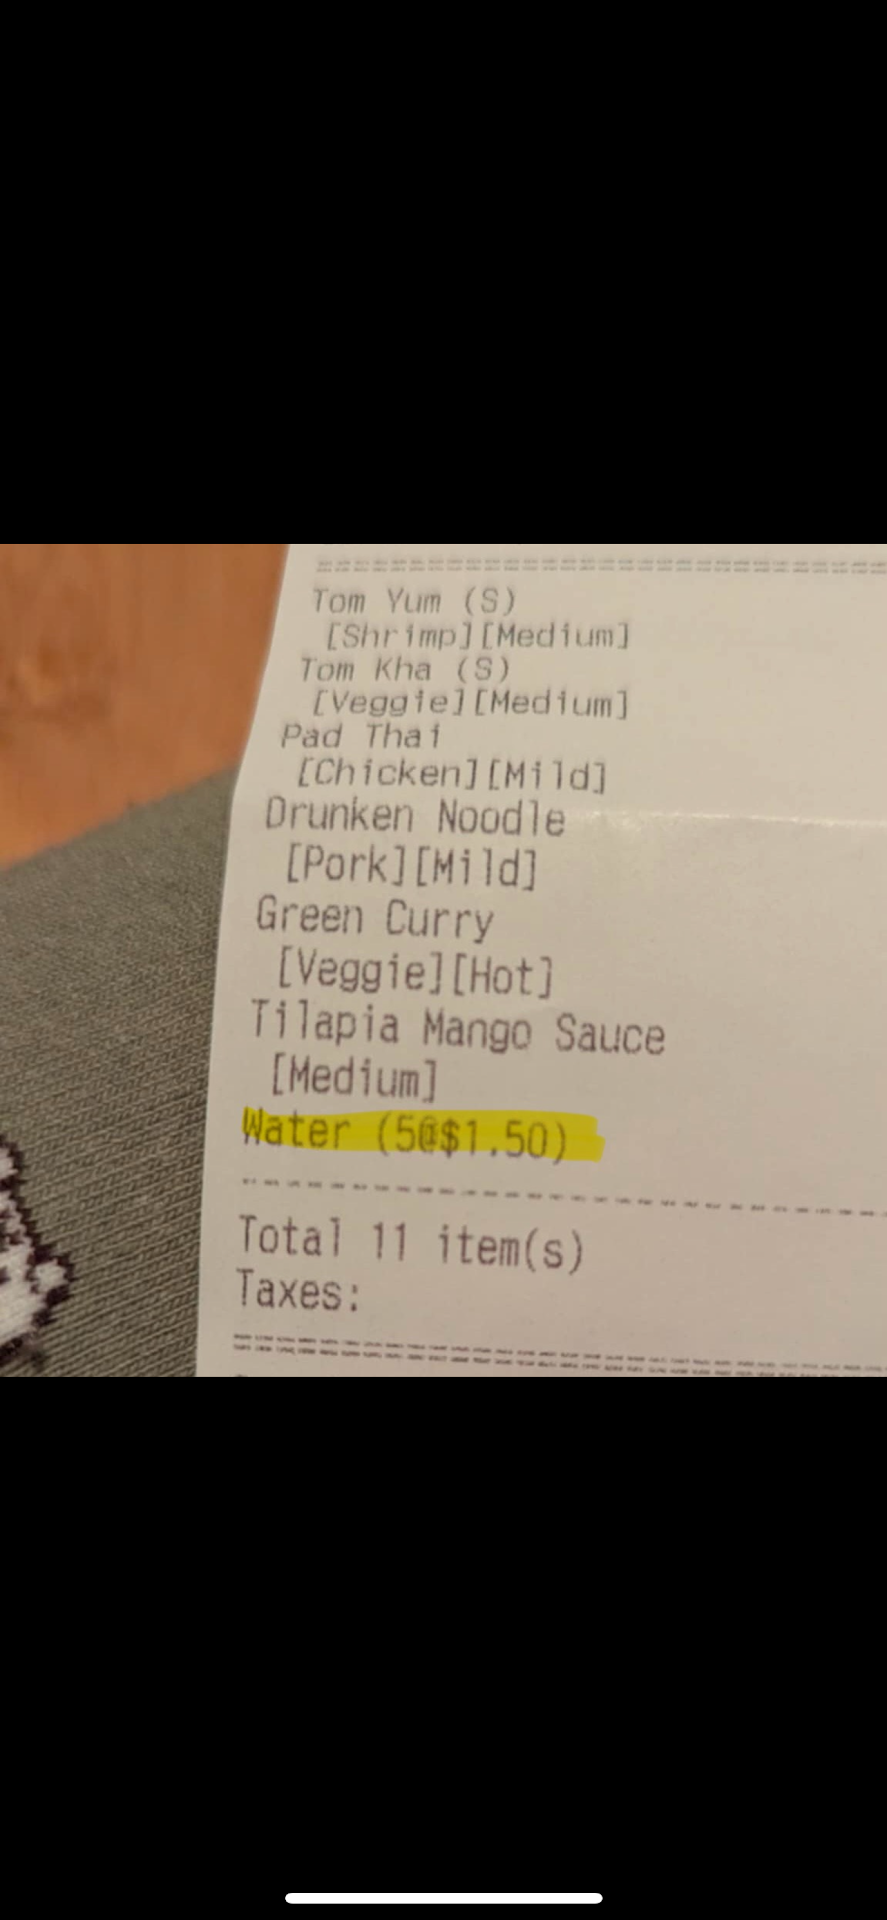 Tom Yum (S)
[Shrimp][Medium]
Tom Kha (S)
[Veggie][Medium]
Pad Thai
[Chicken][Mild]
Drunken Noodle
[Pork][Mild]
Green Curry
[Veggie][Hot]
Tilapia Mango Sauce
[Medium]
Water (5@$1.50)
Total 11 item(s)
Taxes: